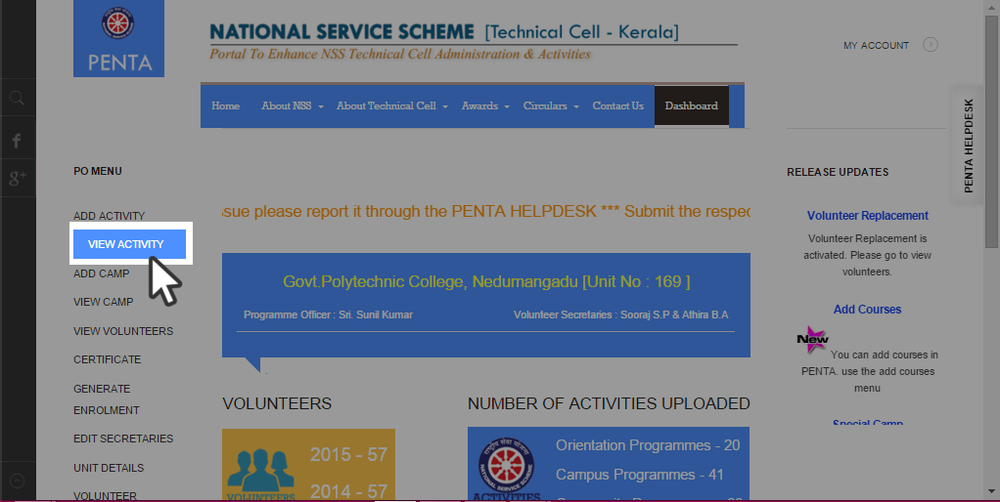 PENTA
NATIONAL SERVICE SCHEME [Technical Cell - Kerala]
Portal To Enhance NSS Technical Cell Administration & Activities
MY ACCOUNT
Home About NSS About Technical Cell Awards Circulars Contact Us Dashboard
f
g+
PENTA HELPDESK
PO MENU
ADD ACTIVITY
VIEW ACTIVITY
ADD CAMP
VIEW CAMP
VIEW VOLUNTEERS
CERTIFICATE
GENERATE
ENROLMENT
EDIT SECRETARIES
UNIT DETAILS
VOLUNTEER
ssue please report it through the PENTA HELPDESK *** Submit the respec
Govt.Polytechnic College, Nedumangadu [Unit No : 169 ]
Programme Officer : Sri. Sunil Kumar
Volunteer Secretaries : Sooraj S.P & Athira B.A
VOLUNTEERS
2015 - 57
2014 - 57
VOLUNTEERS
NUMBER OF ACTIVITIES UPLOADED
राष्ट्रीय सेवा योजना
NATIONAL SERVICE SCHEME
ACTIVITIES
Orientation Programmes - 20
Campus Programmes - 41
RELEASE UPDATES
Volunteer Replacement
Volunteer Replacement is
activated. Please go to view
volunteers.
Add Courses
New
You can add courses in
PENTA. use the add courses
menu
Special Camp